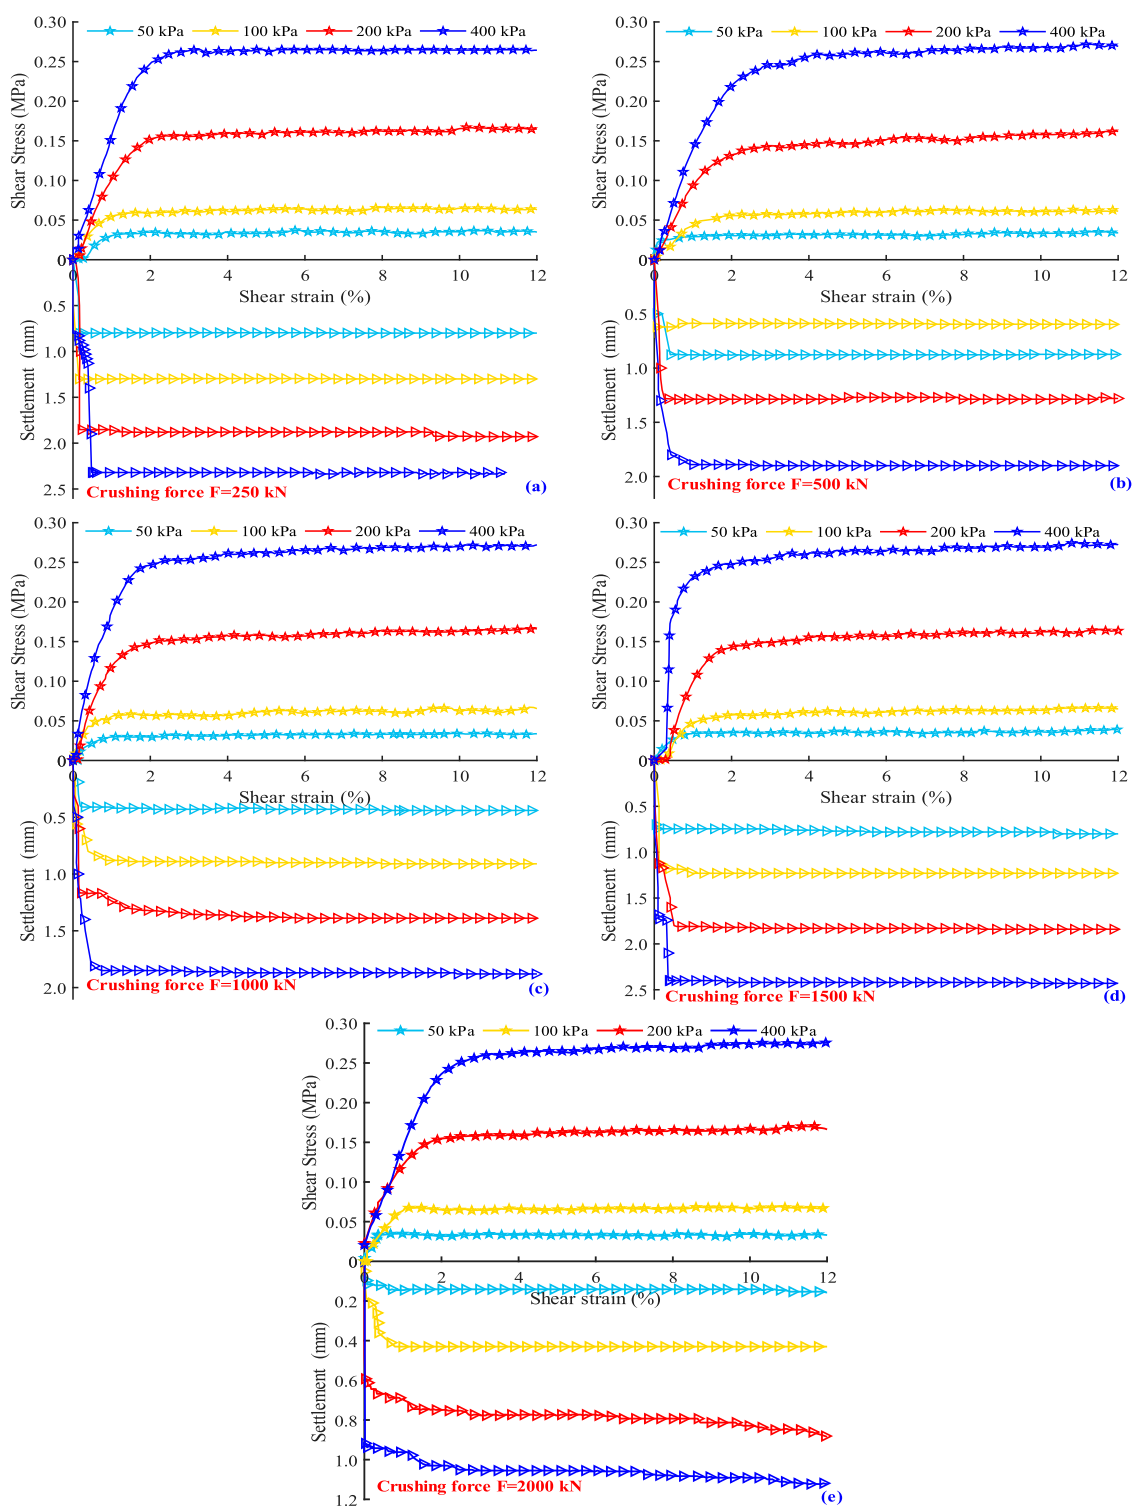 50 kPa 100 kPa 200 kPa 400 kPa
0.30
0.25
0.20
0.15
0.10
0.05
0
Shear Stress (MPa)
0 2 4 6 8 10 12
Shear strain (%)
0.5
1.0
1.5
2.0
2.5
Settlement (mm)
Crushing force F=250 kN
(a)
50 kPa 100 kPa 200 kPa 400 kPa
0.30
0.25
0.20
0.15
0.10
0.05
0
Shear Stress (MPa)
0 2 4 6 8 10 12
Shear strain (%)
0.5
1.0
1.5
2.0
Settlement (mm)
Crushing force F=500 kN
(b)
50 kPa 100 kPa 200 kPa 400 kPa
0.30
0.25
0.20
0.15
0.10
0.05
0
Shear Stress (MPa)
0 2 4 6 8 10 12
Shear strain (%)
0.5
1.0
1.5
2.0
Settlement (mm)
Crushing force F=1000 kN
(c)
50 kPa 100 kPa 200 kPa 400 kPa
0.30
0.25
0.20
0.15
0.10
0.05
0
Shear Stress (MPa)
0 2 4 6 8 10 12
Shear strain (%)
0.5
1.0
1.5
2.0
2.5
Settlement (mm)
Crushing force F=1500 kN
(d)
50 kPa 100 kPa 200 kPa 400 kPa
0.30
0.25
0.20
0.15
0.10
0.05
0
Shear Stress (MPa)
0 2 4 6 8 10 12
Shear strain (%)
0.2
0.4
0.6
0.8
1.0
1.2
Settlement (mm)
Crushing force F=2000 kN
(e)